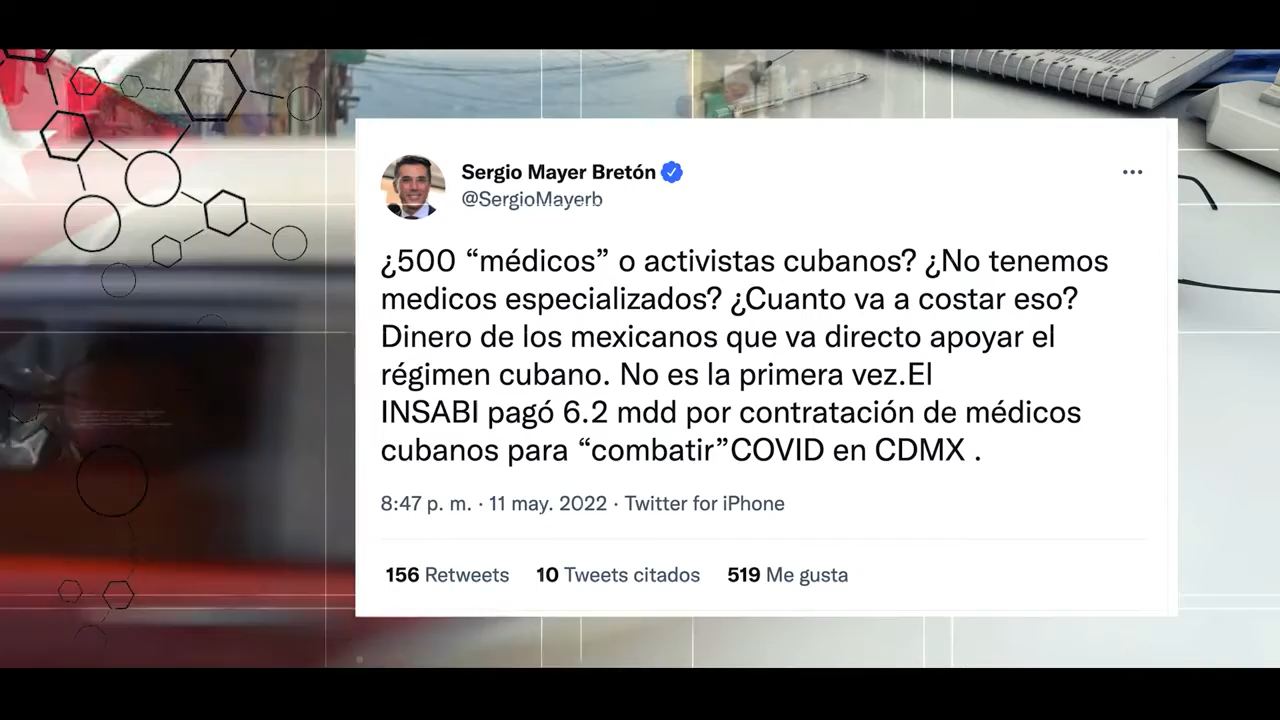 Sergio Mayer Bretón
@SergioMayerb
¿500 “médicos” o activistas cubanos? ¿No tenemos
medicos especializados? ¿Cuanto va a costar eso?
Dinero de los mexicanos que va directo apoyar el
régimen cubano. No es la primera vez.El
INSABI pagó 6.2 mdd por contratación de médicos
cubanos para “combatir”COVID en CDMX .
8:47 p. m. · 11 may. 2022 · Twitter for iPhone
156 Retweets 10 Tweets citados 519 Me gusta